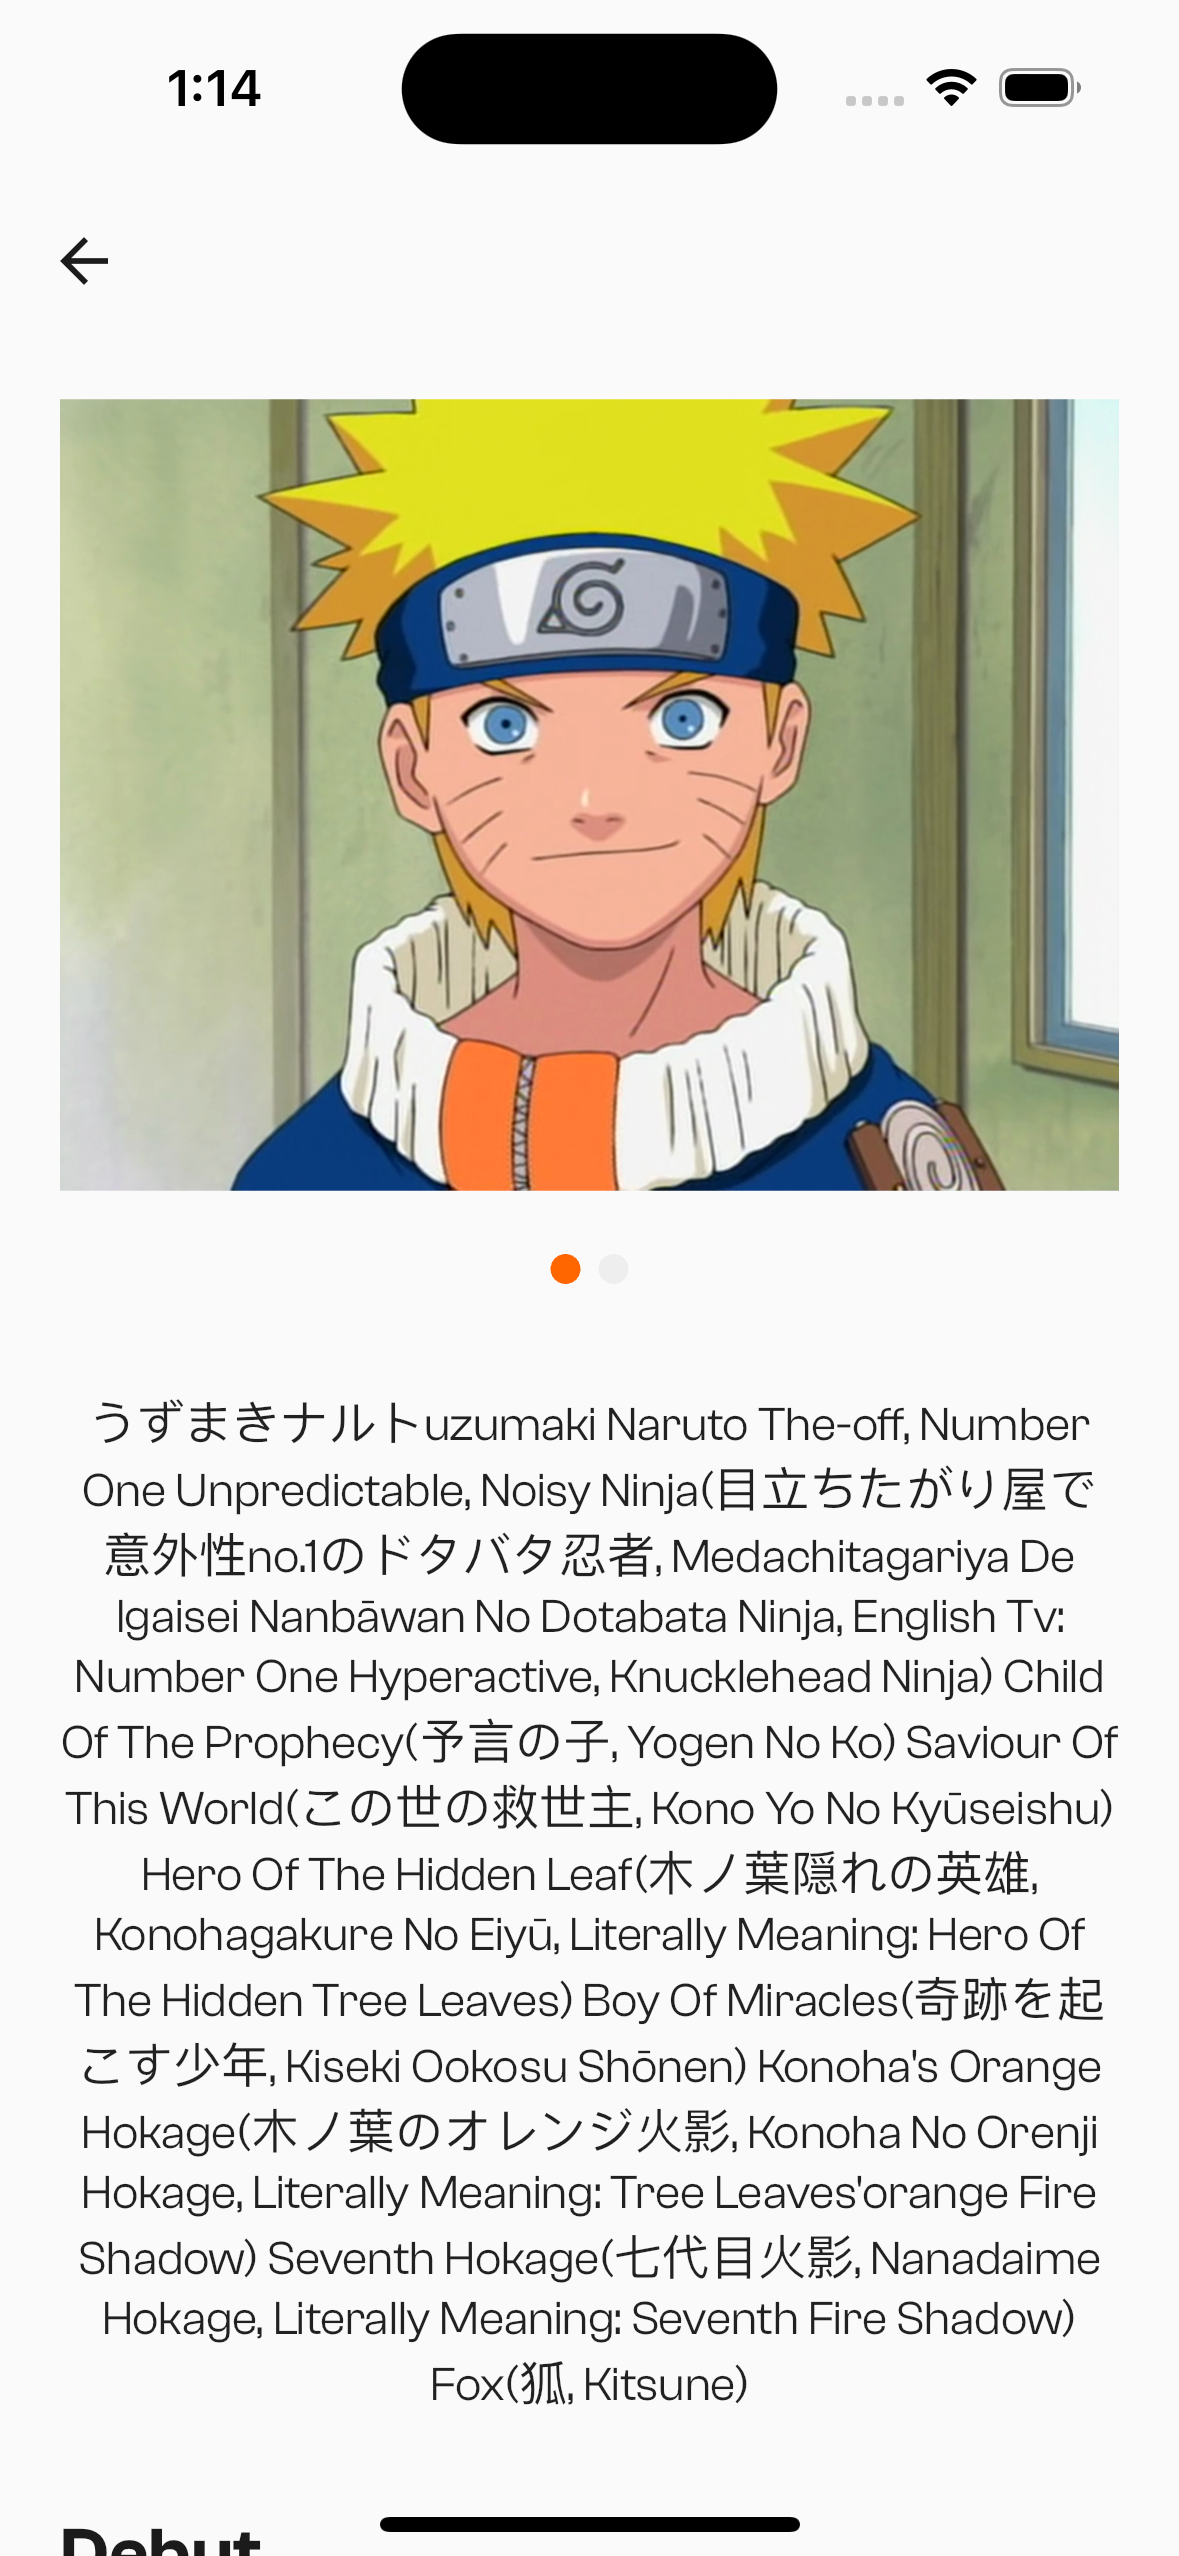 1:14
うずまきナルトuzumaki Naruto The-off, Number
One Unpredictable, Noisy Ninja(目立ちたがり屋で
意外性no.1のドタバタ忍者, Medachitagariya De
Igaisei Nanbāwan No Dotabata Ninja, English Tv:
Number One Hyperactive, Knucklehead Ninja) Child
Of The Prophecy(予言の子, Yogen No Ko) Saviour Of
This World(この世の救世主, Kono Yo No Kyūseishu)
Hero Of The Hidden Leaf(木ノ葉隠れの英雄,
Konohagakure No Eiyū, Literally Meaning: Hero Of
The Hidden Tree Leaves) Boy Of Miracles(奇跡を起
こす少年, Kiseki Ookosu Shōnen) Konoha's Orange
Hokage(木ノ葉のオレンジ火影, Konoha No Orenji
Hokage, Literally Meaning: Tree Leaves'orange Fire
Shadow) Seventh Hokage(七代目火影, Nanadaime
Hokage, Literally Meaning: Seventh Fire Shadow)
Fox(狐, Kitsune)
Debut